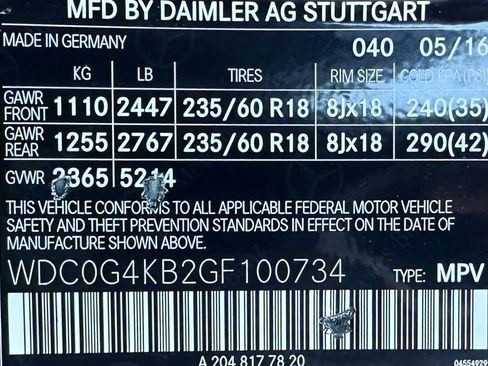 MFD BY DAIMLER AG STUTTGART
MADE IN GERMANY 040 05/16
KG LB TIRES RIM SIZE COLD KPA (PSI)
GAWR FRONT 1110 2447 235/60 R18 8Jx18 240(35)
GAWR REAR 1255 2767 235/60 R18 8Jx18 290(42)
GVWR 2365 5214
THIS VEHICLE CONFORMS TO ALL APPLICABLE FEDERAL MOTOR VEHICLE
SAFETY AND THEFT PREVENTION STANDARDS IN EFFECT ON THE DATE
OF MANUFACTURE SHOWN ABOVE.
WDC0G4KB2GF100734 TYPE: MPV
A 204 817 78 20 04554929